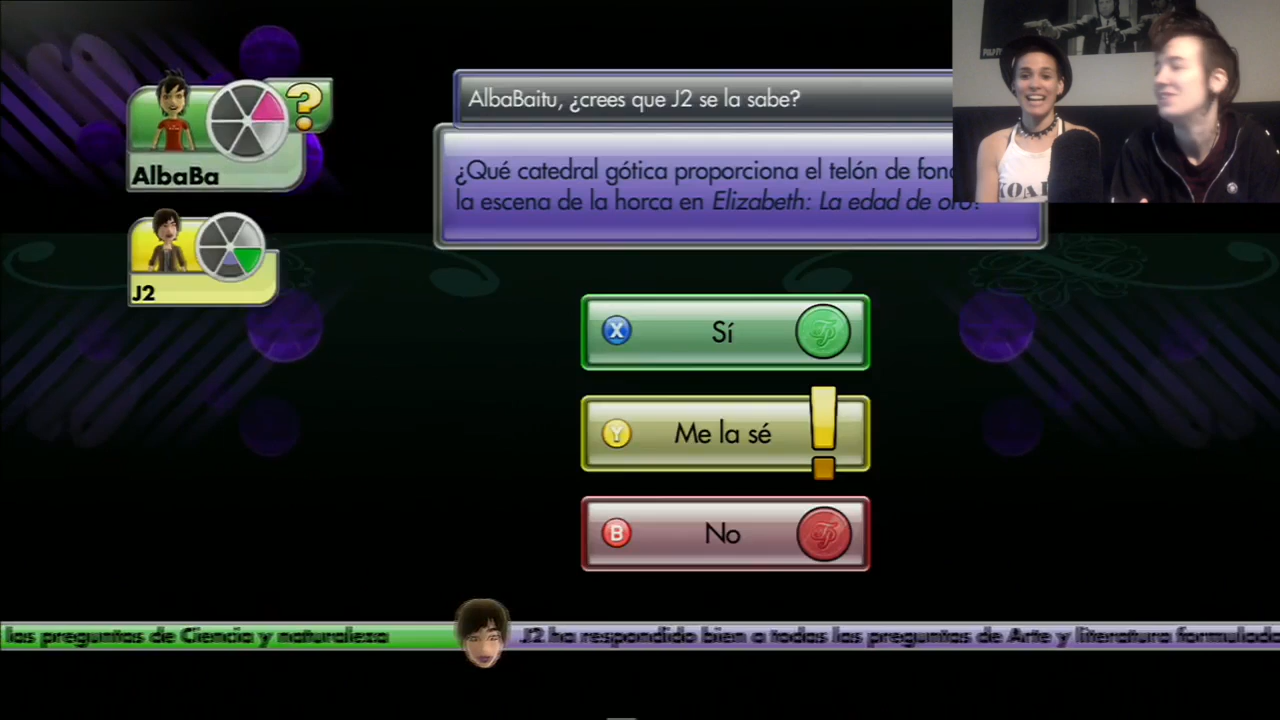 AlbaBaitu, ¿crees que J2 se la sabe?
¿Qué catedral gótica proporciona el telón de
la escena de la horca en Elizabeth: La edad de oro?
?
AlbaBa
J2
X Sí
Y Me la sé !
B No
las preguntas de Ciencia y naturaleza
J2 ha respondido bien a todas las preguntas de Arte y literatura